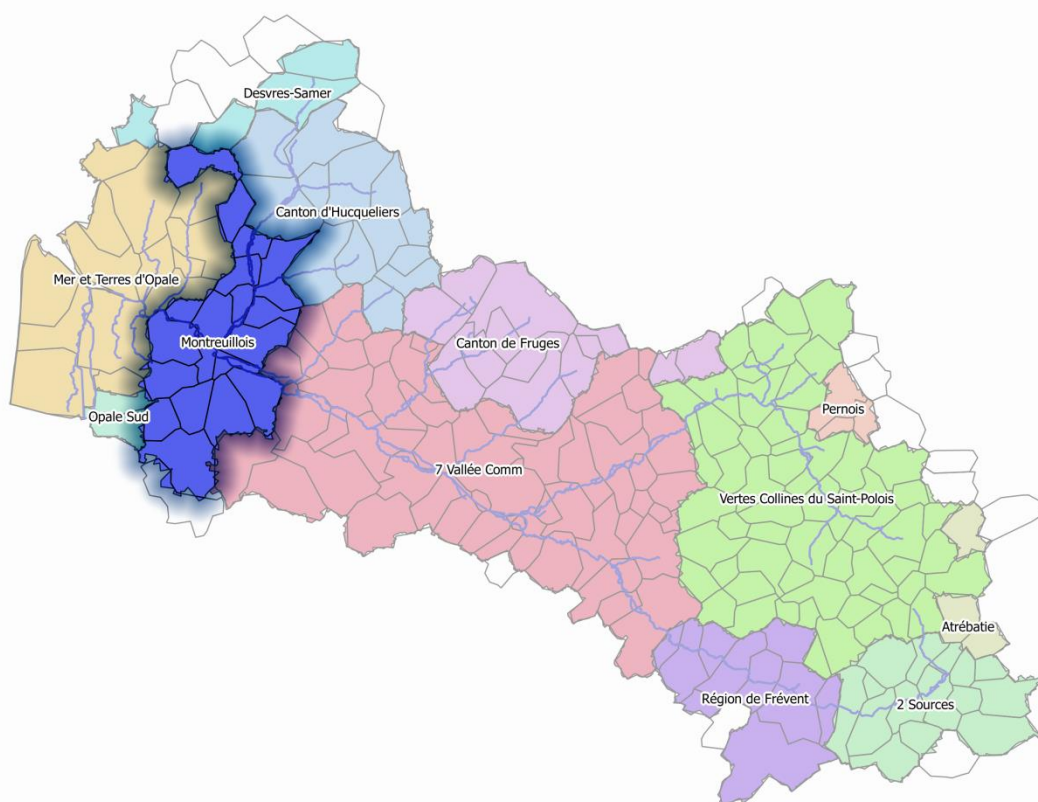 Desvres-Samer
Canton d'Hucqueliers
Mer et Terres d'Opale
Montreuillois
Canton de Fruges
Opale Sud
Pernois
7 Vallée Comm
Vertes Collines du Saint-Polois
Atrébatie
Région de Frévent
2 Sources